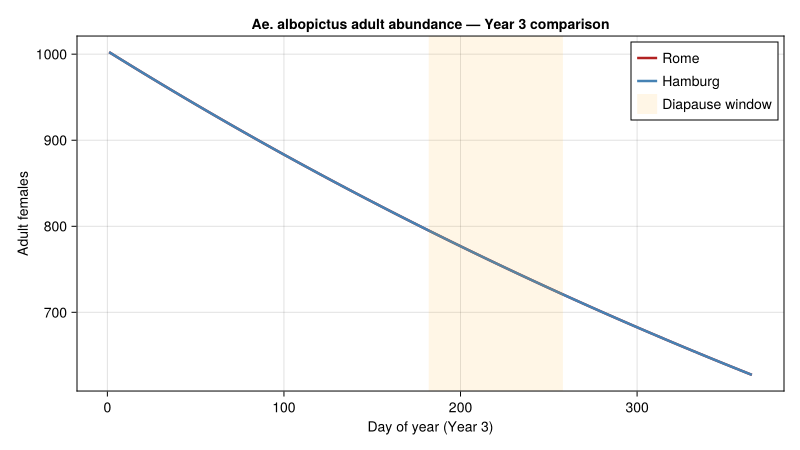 Ae. albopictus adult abundance — Year 3 comparison
Rome
Hamburg
Diapause window
Adult females
1000
900
800
700
0
100
200
300
Day of year (Year 3)